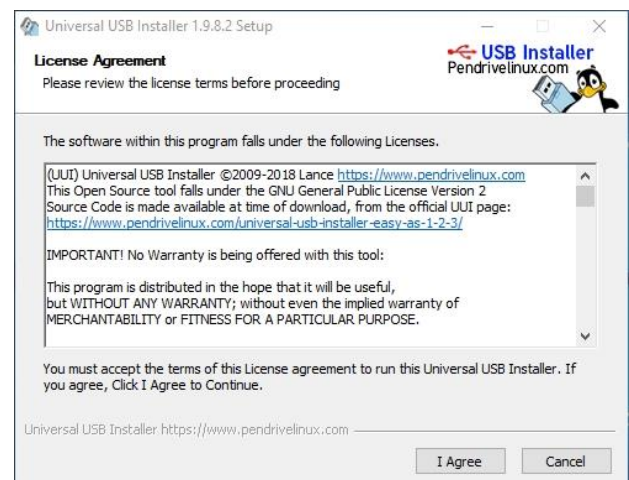 Universal USB Installer 1.9.8.2 Setup
License Agreement
Please review the license terms before proceeding
USB Installer
Pendrivelinux.com
The software within this program falls under the following Licenses.
(UUI) Universal USB Installer ©2009-2018 Lance https://www.pendrivelinux.com
This Open Source tool falls under the GNU General Public License Version 2
Source Code is made available at time of download, from the official UUI page:
https://www.pendrivelinux.com/universal-usb-installer-easy-as-1-2-3/
IMPORTANT! No Warranty is being offered with this tool:
This program is distributed in the hope that it will be useful,
but WITHOUT ANY WARRANTY; without even the implied warranty of
MERCHANTABILITY or FITNESS FOR A PARTICULAR PURPOSE.
You must accept the terms of this License agreement to run this Universal USB Installer. If
you agree, Click I Agree to Continue.
Universal USB Installer https://www.pendrivelinux.com
I Agree
Cancel